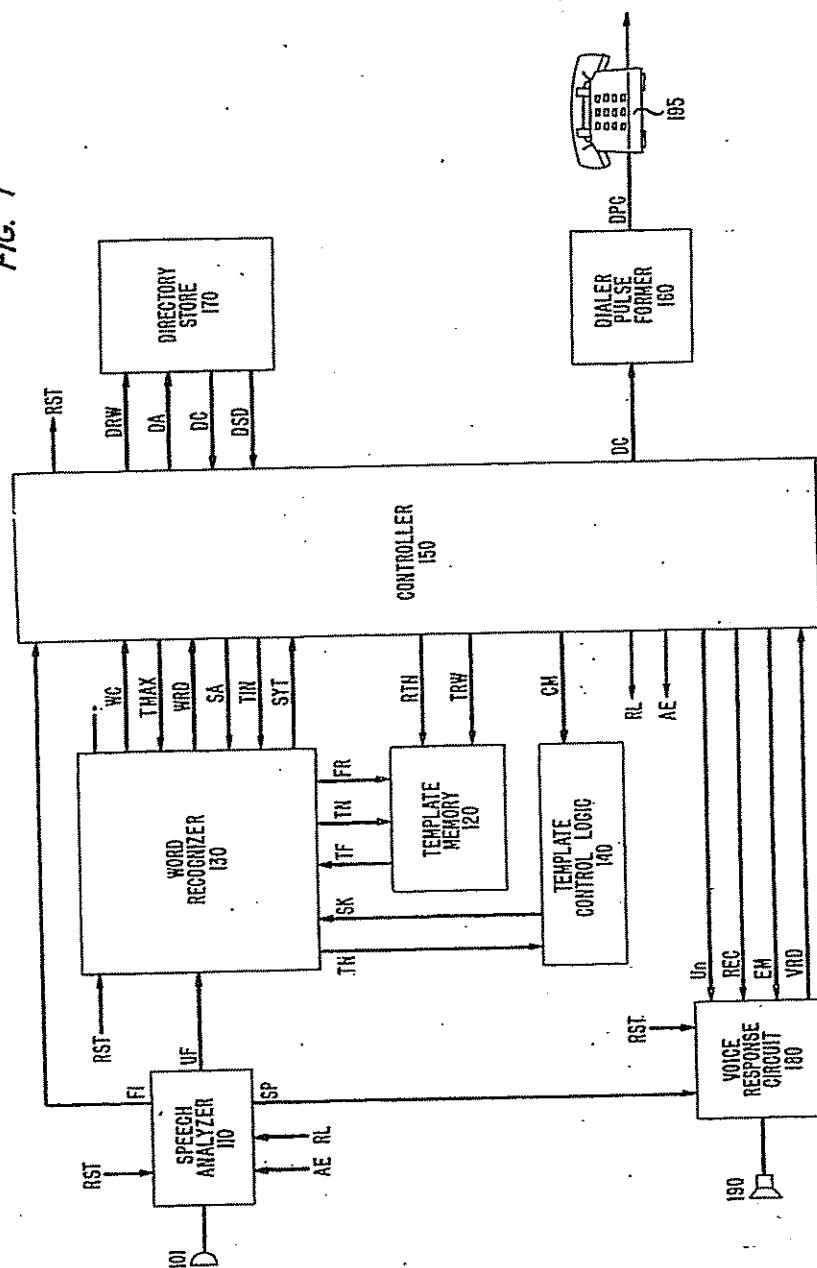 FIG. 1
DIRECTORY
STORE
170
RST
DRW
DA
DC
DSD
195
DPG
DIALER
PULSE
FORMER
160
DC
CONTROLLER
150
WC
TMAX
WRD
SA
TIN
SYT
RTN
TRW
CM
RL
AE
Un
REC
EM
VRD
WORD
RECOGNIZER
130
FR
TN
TF
TEMPLATE
MEMORY
120
SK
TN
TEMPLATE
CONTROL LOGIC
140
RST
UF
FI
SP
SPEECH
ANALYZER
110
RST
RL
AE
101
RST
VOICE
RESPONSE
CIRCUIT
180
190